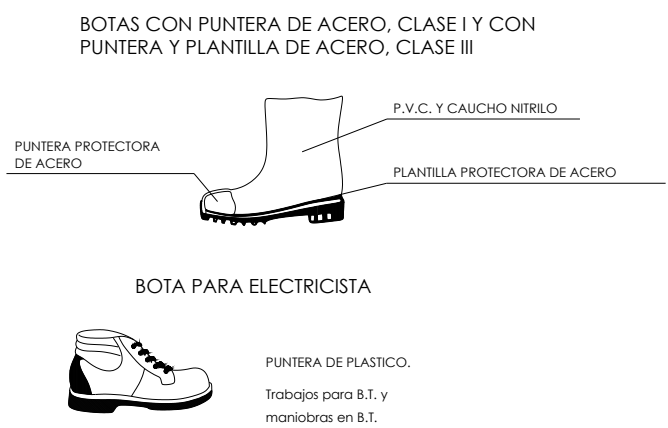 BOTAS CON PUNTERA DE ACERO, CLASE I Y CON
PUNTERA Y PLANTILLA DE ACERO, CLASE III
P.V.C. Y CAUCHO NITRILO
PUNTERA PROTECTORA
DE ACERO
PLANTILLA PROTECTORA DE ACERO
BOTA PARA ELECTRICISTA
PUNTERA DE PLASTICO.
Trabajos para B.T. y
maniobras en B.T.